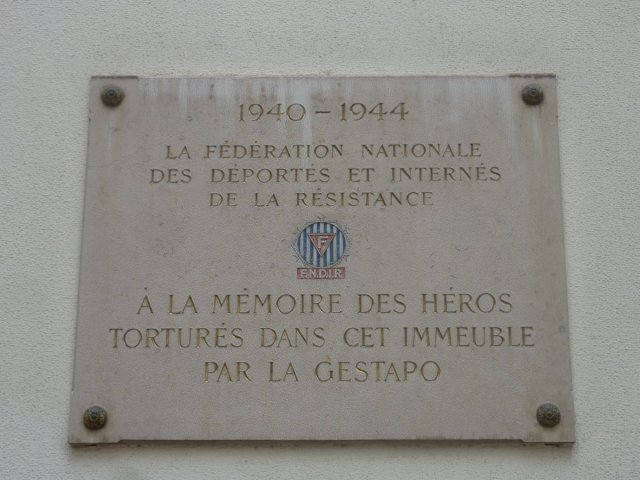 1940 – 1944
LA FÉDÉRATION NATIONALE
DES DÉPORTÉS ET INTERNÉS
DE LA RÉSISTANCE
F
F.N.D.I.R
À LA MÉMOIRE DES HÉROS
TORTURÉS DANS CET IMMEUBLE
PAR LA GESTAPO